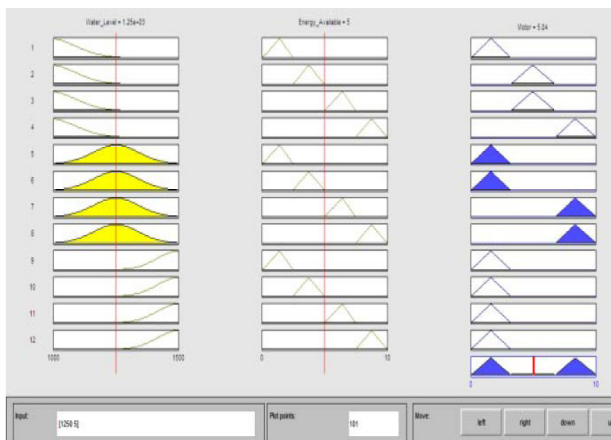 Water_Level = 1.25e+03
Energy_Available = 5
Motor = 5.04
1
2
3
4
5
6
7
8
9
10
11
12
1000
1500
0
10
0
10
Input:
[1250 5]
Plot points:
101
Move:
left
right
down